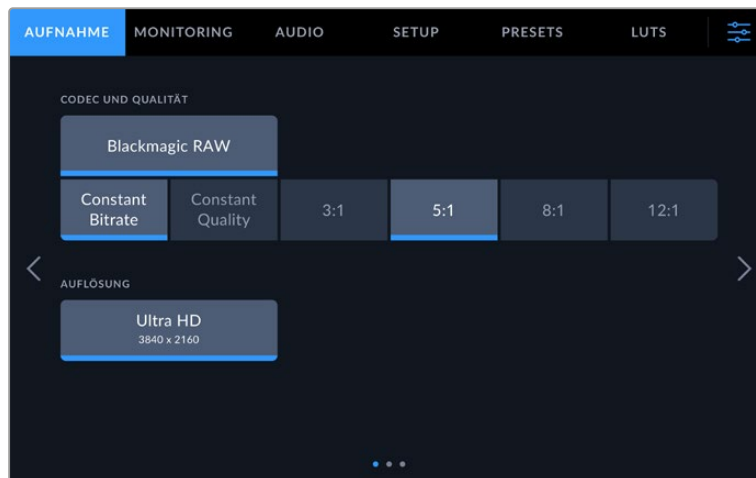 AUFNAHME MONITORING AUDIO SETUP PRESETS LUTS
CODEC UND QUALITÄT
Blackmagic RAW
Constant Bitrate Constant Quality 3:1 5:1 8:1 12:1
AUFLÖSUNG
Ultra HD
3840 x 2160